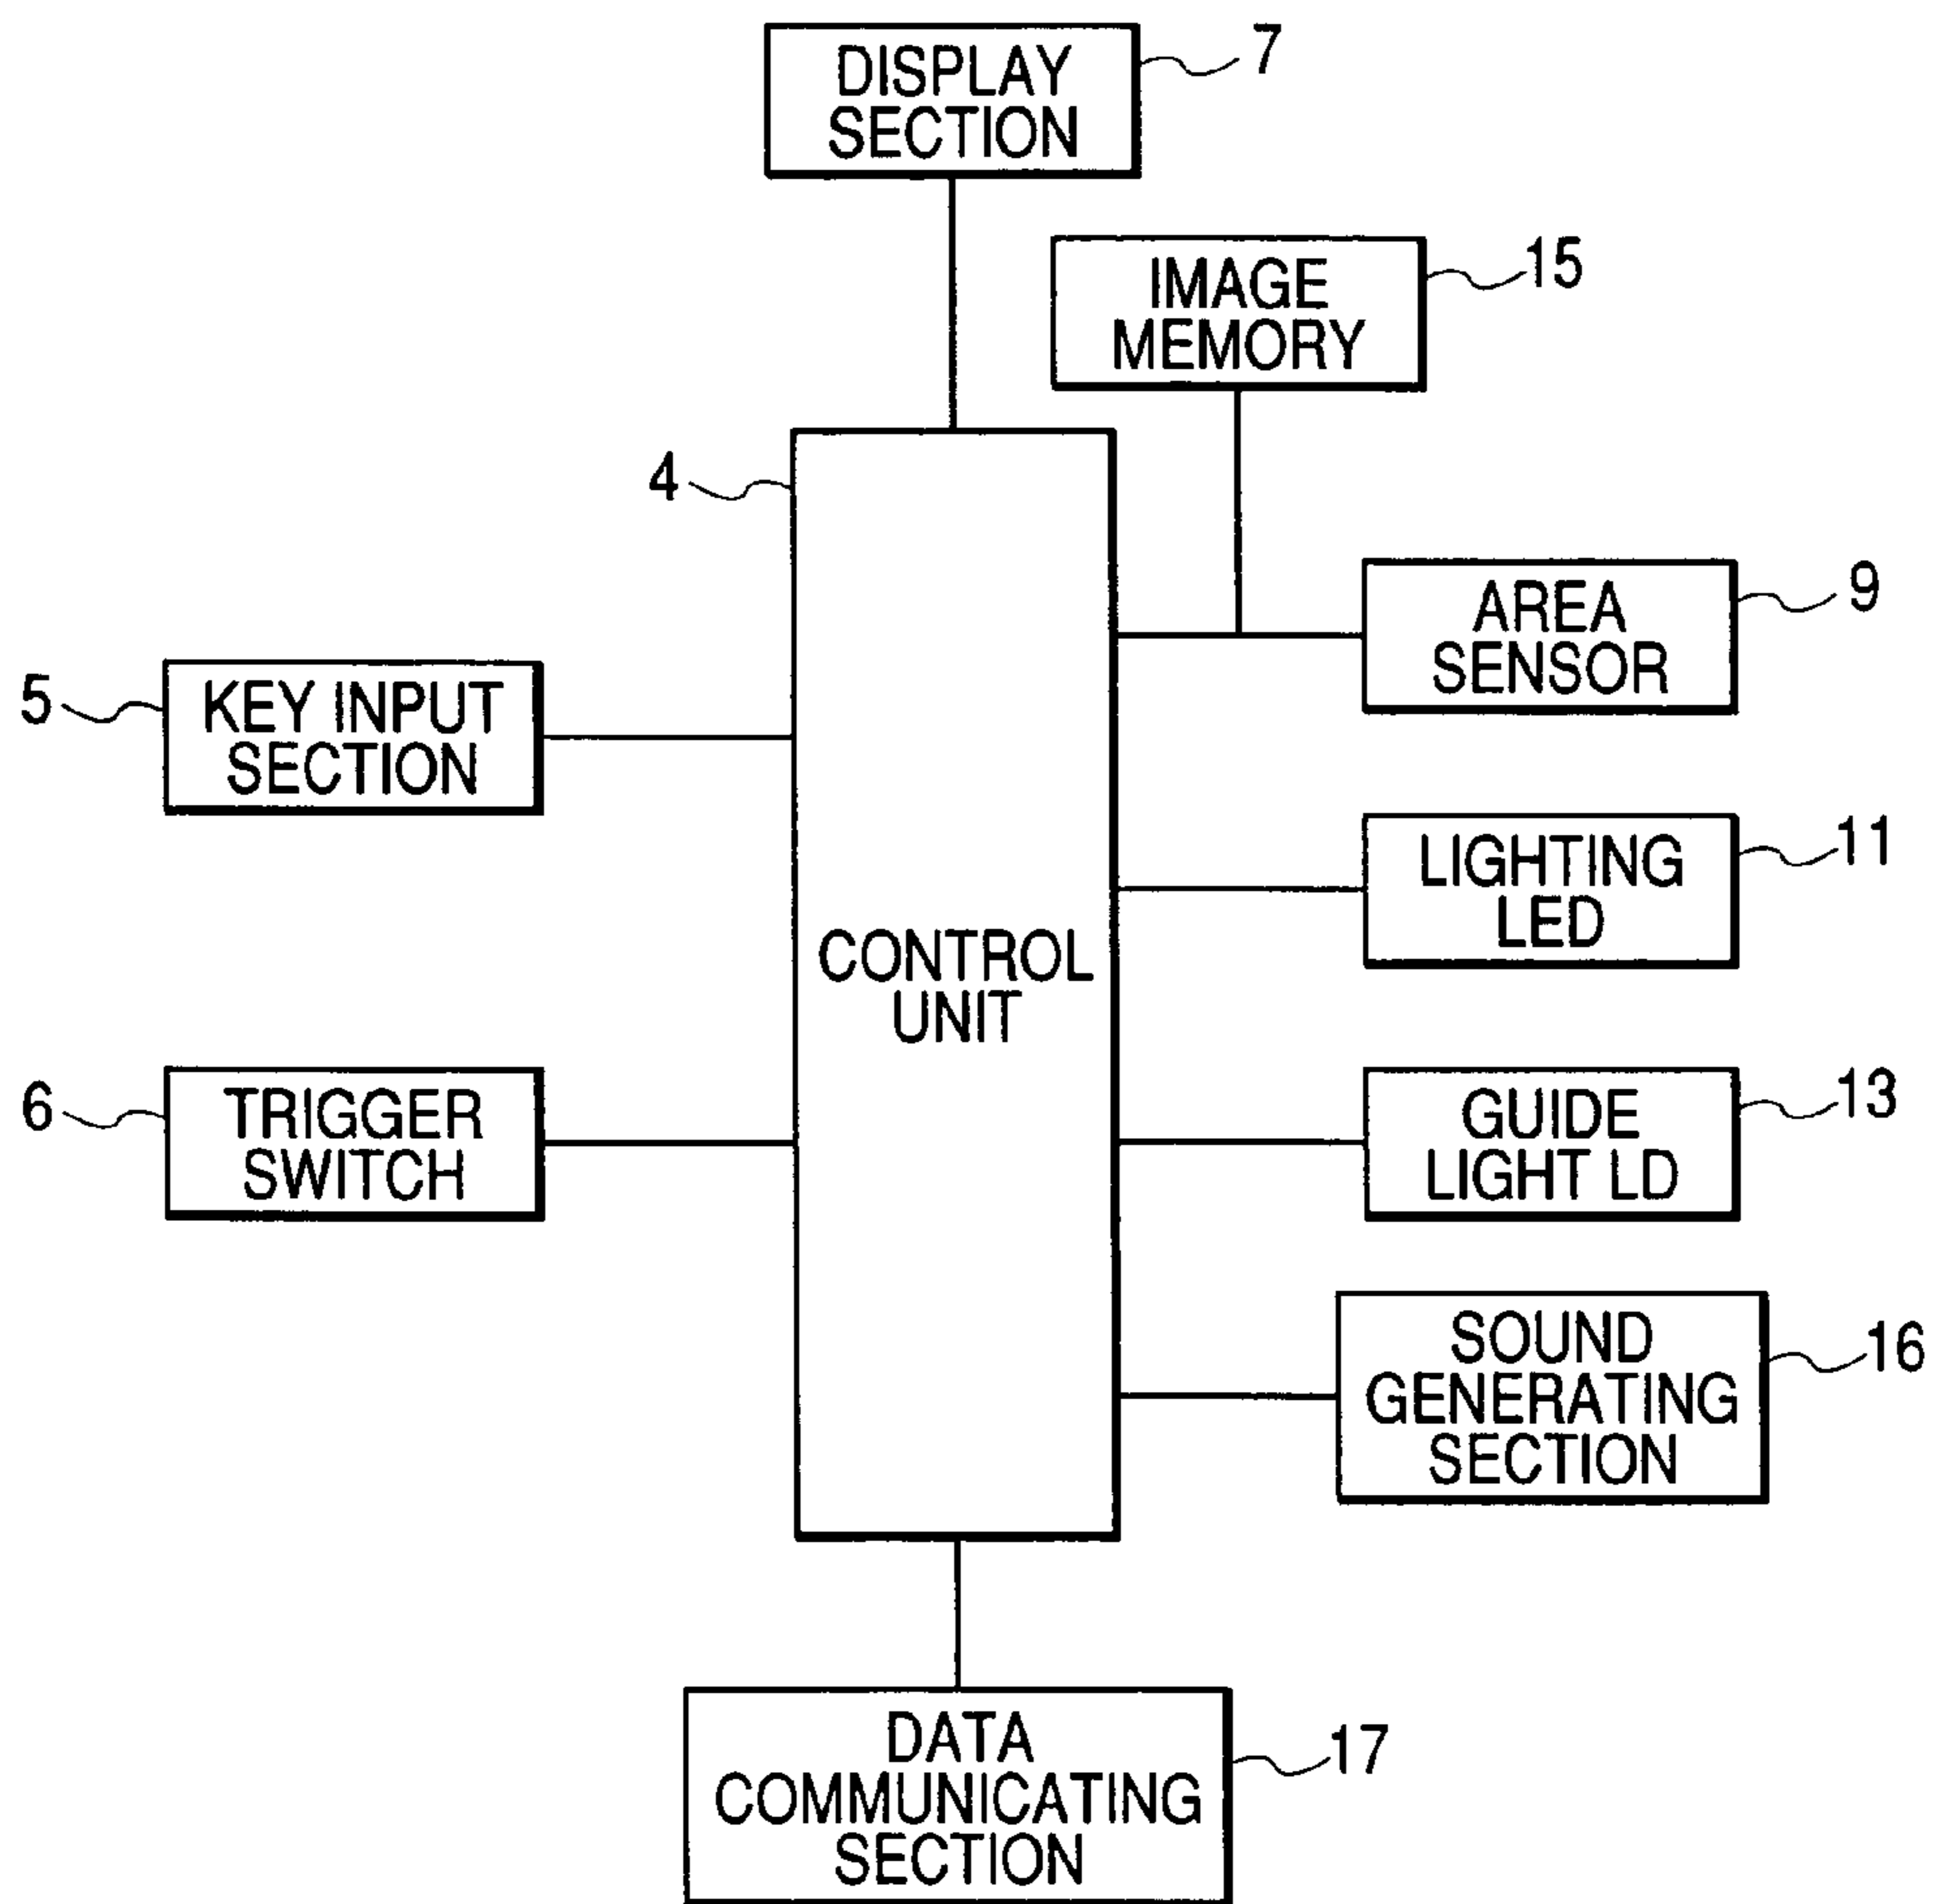 DISPLAY
SECTION
7
IMAGE
MEMORY
15
4
AREA
SENSOR
9
5
KEY INPUT
SECTION
LIGHTING
LED
11
CONTROL
UNIT
6
TRIGGER
SWITCH
GUIDE
LIGHT LD
13
SOUND
GENERATING
SECTION
16
DATA
COMMUNICATING
SECTION
17